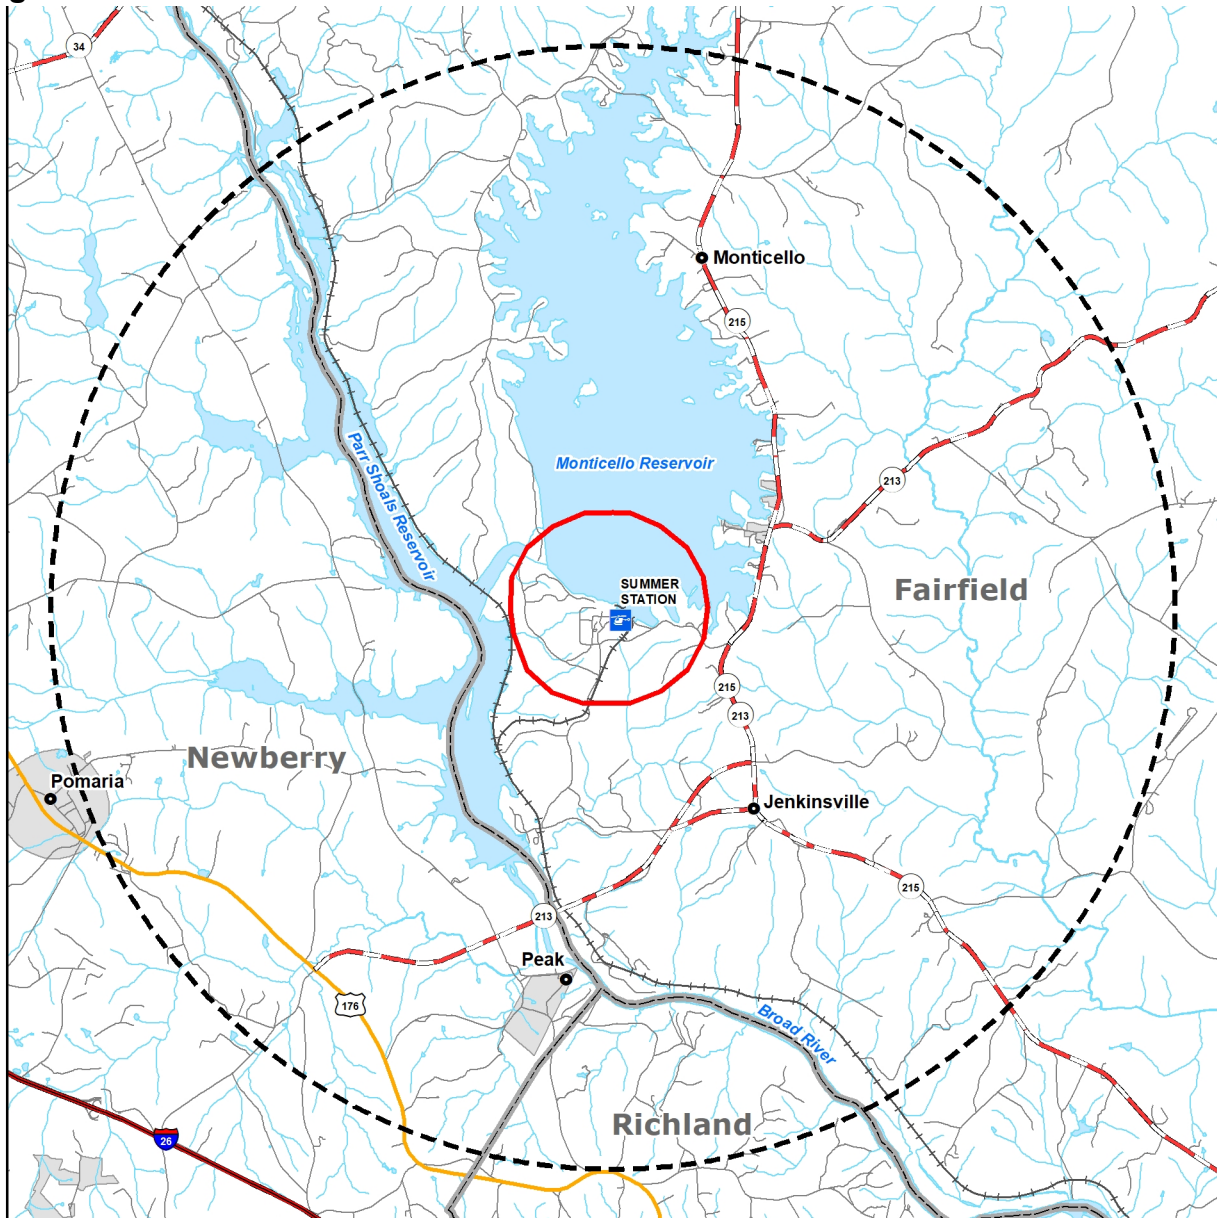 34
Monticello
215
Parr Shoals Reservoir
Monticello Reservoir
213
SUMMER
STATION
Fairfield
215
213
Newberry
Pomaria
Jenkinsville
215
213
Peak
176
Broad River
Richland
26